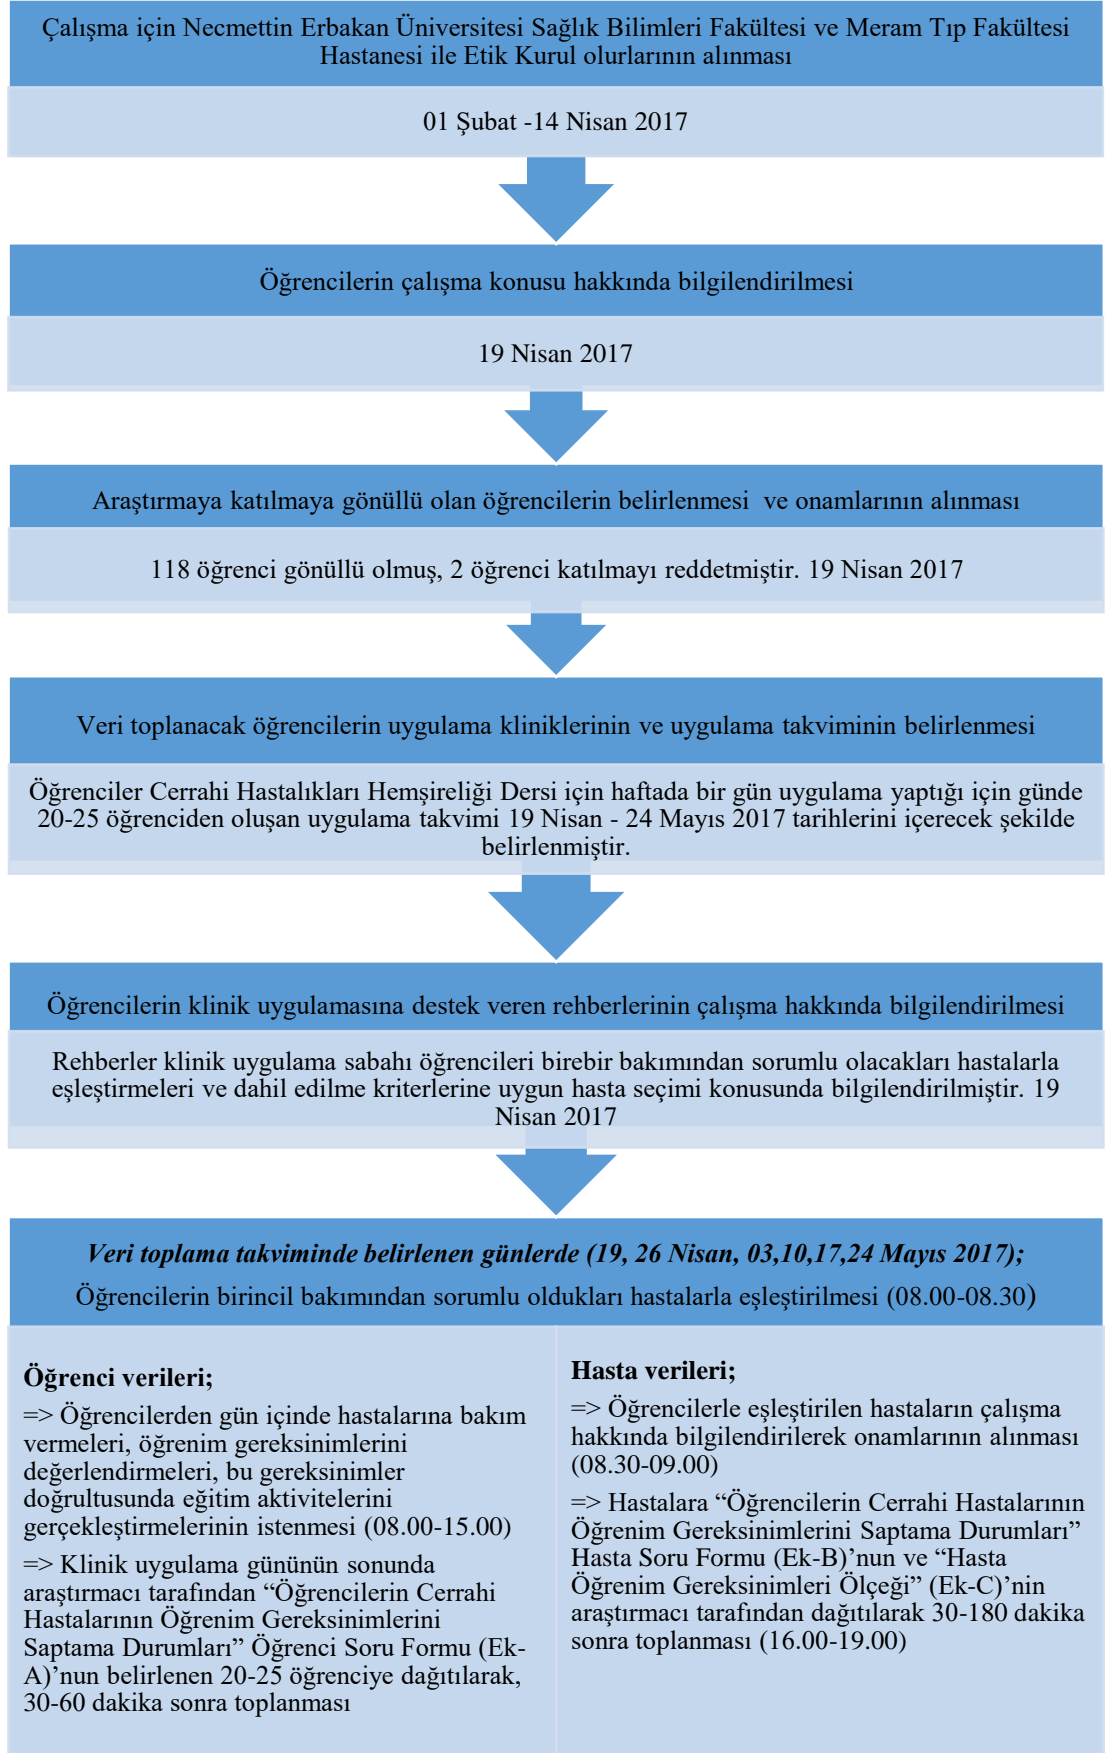 Çalışma için Necmettin Erbakan Üniversitesi Sağlık Bilimleri Fakültesi ve Meram Tıp Fakültesi
Hastanesi ile Etik Kurul olurlarının alınması
01 Şubat -14 Nisan 2017
Öğrencilerin çalışma konusu hakkında bilgilendirilmesi
19 Nisan 2017
Araştırmaya katılmaya gönüllü olan öğrencilerin belirlenmesi  ve onamlarının alınması
118 öğrenci gönüllü olmuş, 2 öğrenci katılmayı reddetmiştir. 19 Nisan 2017
Veri toplanacak öğrencilerin uygulama kliniklerinin ve uygulama takviminin belirlenmesi
Öğrenciler Cerrahi Hastalıkları Hemşireliği Dersi için haftada bir gün uygulama yaptığı için günde
20-25 öğrenciden oluşan uygulama takvimi 19 Nisan - 24 Mayıs 2017 tarihlerini içerecek şekilde
belirlenmiştir.
Öğrencilerin klinik uygulamasına destek veren rehberlerinin çalışma hakkında bilgilendirilmesi
Rehberler klinik uygulama sabahı öğrencileri birebir bakımından sorumlu olacakları hastalarla
eşleştirmeleri ve dahil edilme kriterlerine uygun hasta seçimi konusunda bilgilendirilmiştir. 19
Nisan 2017
Veri toplama takviminde belirlenen günlerde (19, 26 Nisan, 03,10,17,24 Mayıs 2017);
Öğrencilerin birincil bakımından sorumlu oldukları hastalarla eşleştirilmesi (08.00-08.30)
Öğrenci verileri;
=> Öğrencilerden gün içinde hastalarına bakım
vermeleri, öğrenim gereksinimlerini
değerlendirmeleri, bu gereksinimler
doğrultusunda eğitim aktivitelerini
gerçekleştirmelerinin istenmesi (08.00-15.00)
=> Klinik uygulama gününün sonunda
araştırmacı tarafından “Öğrencilerin Cerrahi
Hastalarının Öğrenim Gereksinimlerini
Saptama Durumları” Öğrenci Soru Formu (Ek-
A)’nun belirlenen 20-25 öğrenciye dağıtılarak,
30-60 dakika sonra toplanması
Hasta verileri;
=> Öğrencilerle eşleştirilen hastaların çalışma
hakkında bilgilendirilerek onamlarının alınması
(08.30-09.00)
=> Hastalara “Öğrencilerin Cerrahi Hastalarının
Öğrenim Gereksinimlerini Saptama Durumları”
Hasta Soru Formu (Ek-B)’nun ve “Hasta
Öğrenim Gereksinimleri Ölçeği” (Ek-C)’nin
araştırmacı tarafından dağıtılarak 30-180 dakika
sonra toplanması (16.00-19.00)